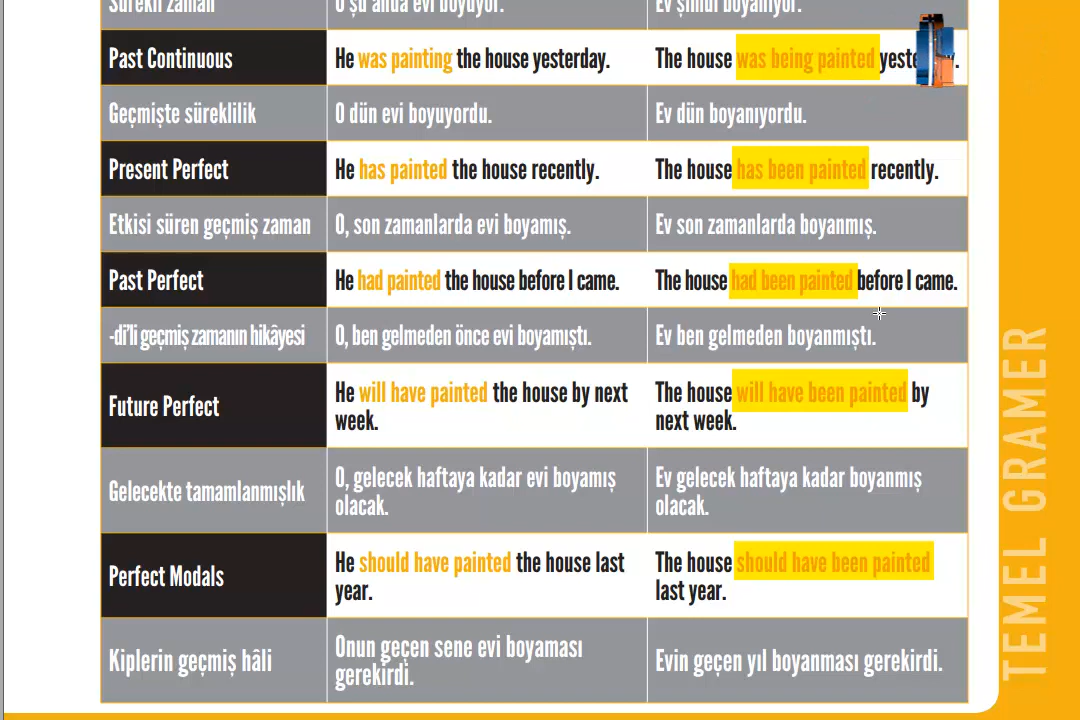 Sürekli zaman
O şu anda evi boyuyor.
Ev şimdi boyanıyor.
Past Continuous
He was painting the house yesterday.
The house was being painted
Geçmişte süreklilik
O dün evi boyuyordu.
Ev dün boyanıyordu.
Present Perfect
He has painted the house recently.
The house has been painted recently.
Etkisi süren geçmiş zaman
O, son zamanlarda evi boyamış.
Ev son zamanlarda boyanmış.
Past Perfect
He had painted the house before I came.
The house had been painted before I came.
-di'li geçmiş zamanın hikâyesi
O, ben gelmeden önce evi boyamıştı.
Ev ben gelmeden boyanmıştı.
Future Perfect
He will have painted the house by next
week.
The house will have been painted by
next week.
Gelecekte tamamlanmışlık
O, gelecek haftaya kadar evi boyamış
olacak.
Ev gelecek haftaya kadar boyanmış
olacak.
Perfect Modals
He should have painted the house last
year.
The house should have been painted
last year.
Kiplerin geçmiş hâli
Onun geçen sene evi boyaması
gerekirdi.
Evin geçen yıl boyanması gerekirdi.
TEMEL GRAMER